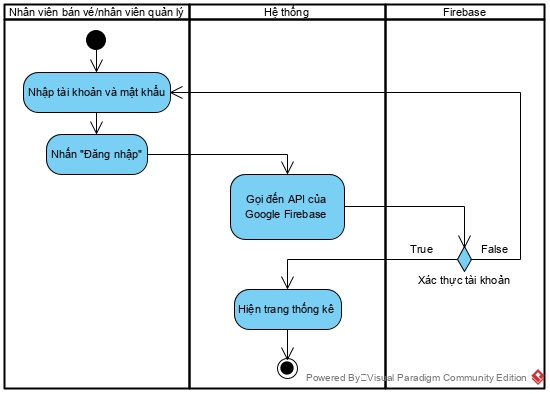 Nhân viên bán vé/nhân viên quản lý
Hệ thống
Firebase
Nhập tài khoản và mật khẩu
Nhấn "Đăng nhập"
Gọi đến API của
Google Firebase
True
False
Xác thực tài khoản
Hiện trang thống kê
Powered By Visual Paradigm Community Edition